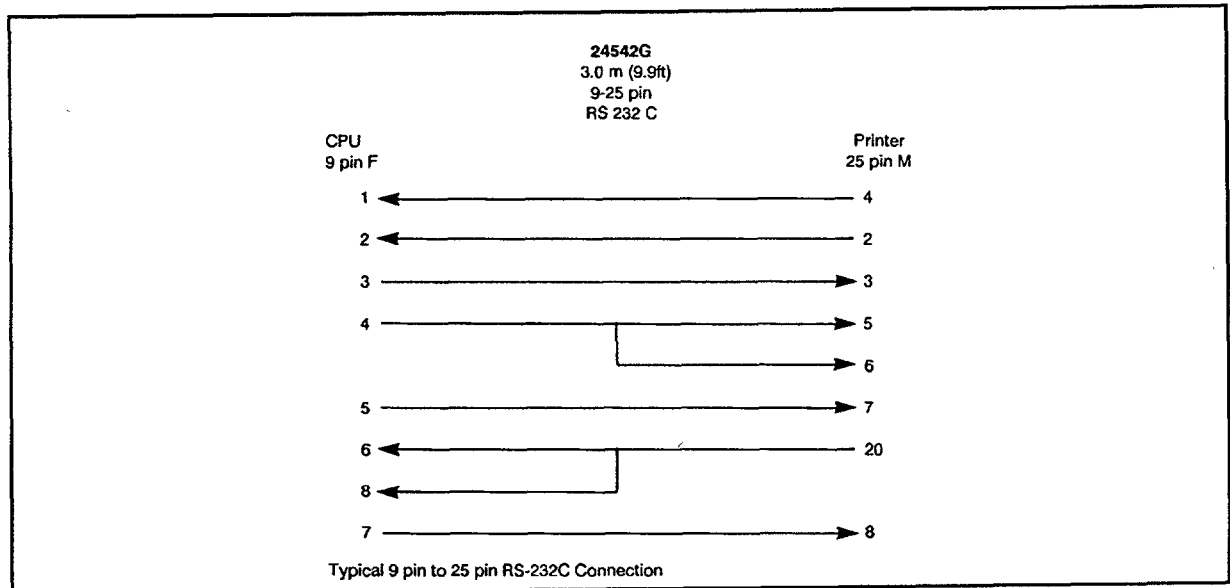 24542G
3.0 m (9.9ft)
9-25 pin
RS 232 C
CPU Printer
9 pin F 25 pin M
1 4
2 2
3 3
4 5
6
5 7
6 20
8
7 8
Typical 9 pin to 25 pin RS-232C Connection